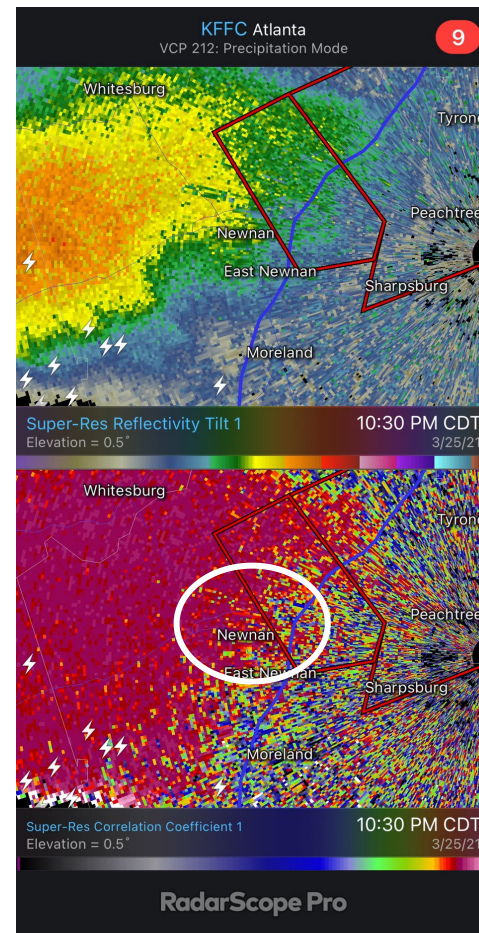 KFFC Atlanta
VCP 212: Precipitation Mode
9
Whitesburg
Tyron
Peachtree
Newnan
East Newnan
Sharpsburg
Moreland
Super-Res Reflectivity Tilt 1
10:30 PM CDT
Elevation = 0.5°
3/25/21
Whitesburg
Tyron
Peachtree
Newnan
East Newnan
Sharpsburg
Moreland
Super-Res Correlation Coefficient 1
10:30 PM CDT
Elevation = 0.5°
3/25/21
RadarScope Pro